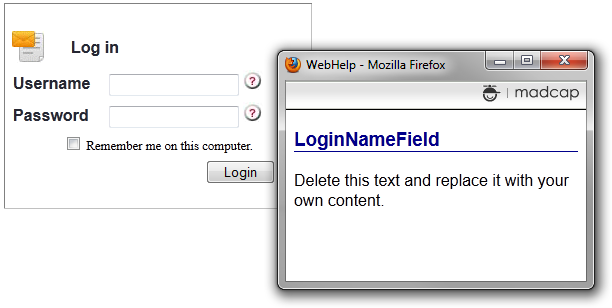 Log in
Username
?
Password
?
Remember me on this computer.
Login
WebHelp - Mozilla Firefox
madcap
LoginNameField
Delete this text and replace it with your
own content.